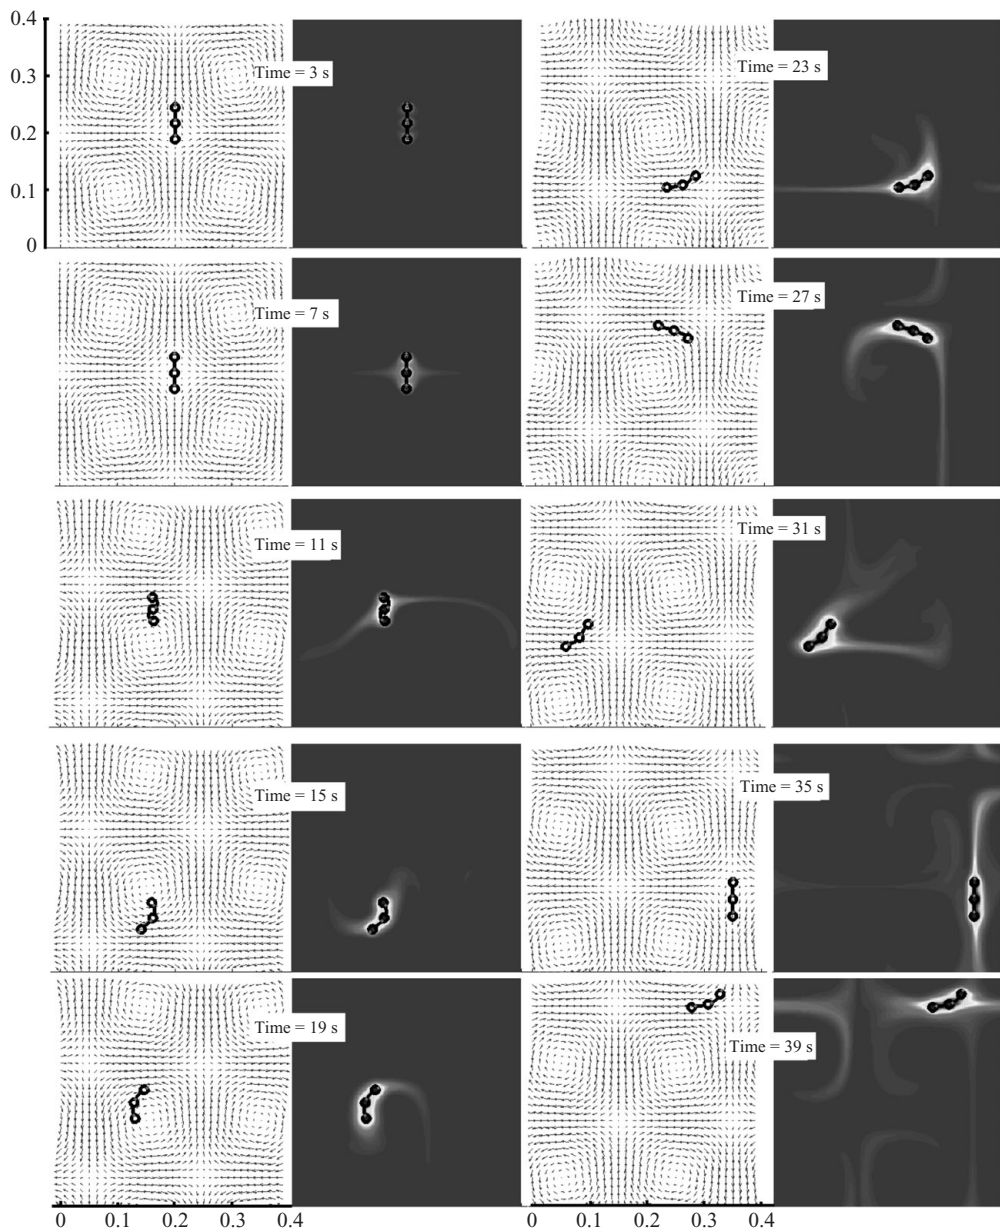 0.4
Time = 3 s
Time = 23 s
0.3
0.2
0.1
0
Time = 7 s
Time = 27 s
Time = 11 s
Time = 31 s
Time = 15 s
Time = 35 s
Time = 19 s
Time = 39 s
0 0.1 0.2 0.3 0.4 0 0.1 0.2 0.3 0.4